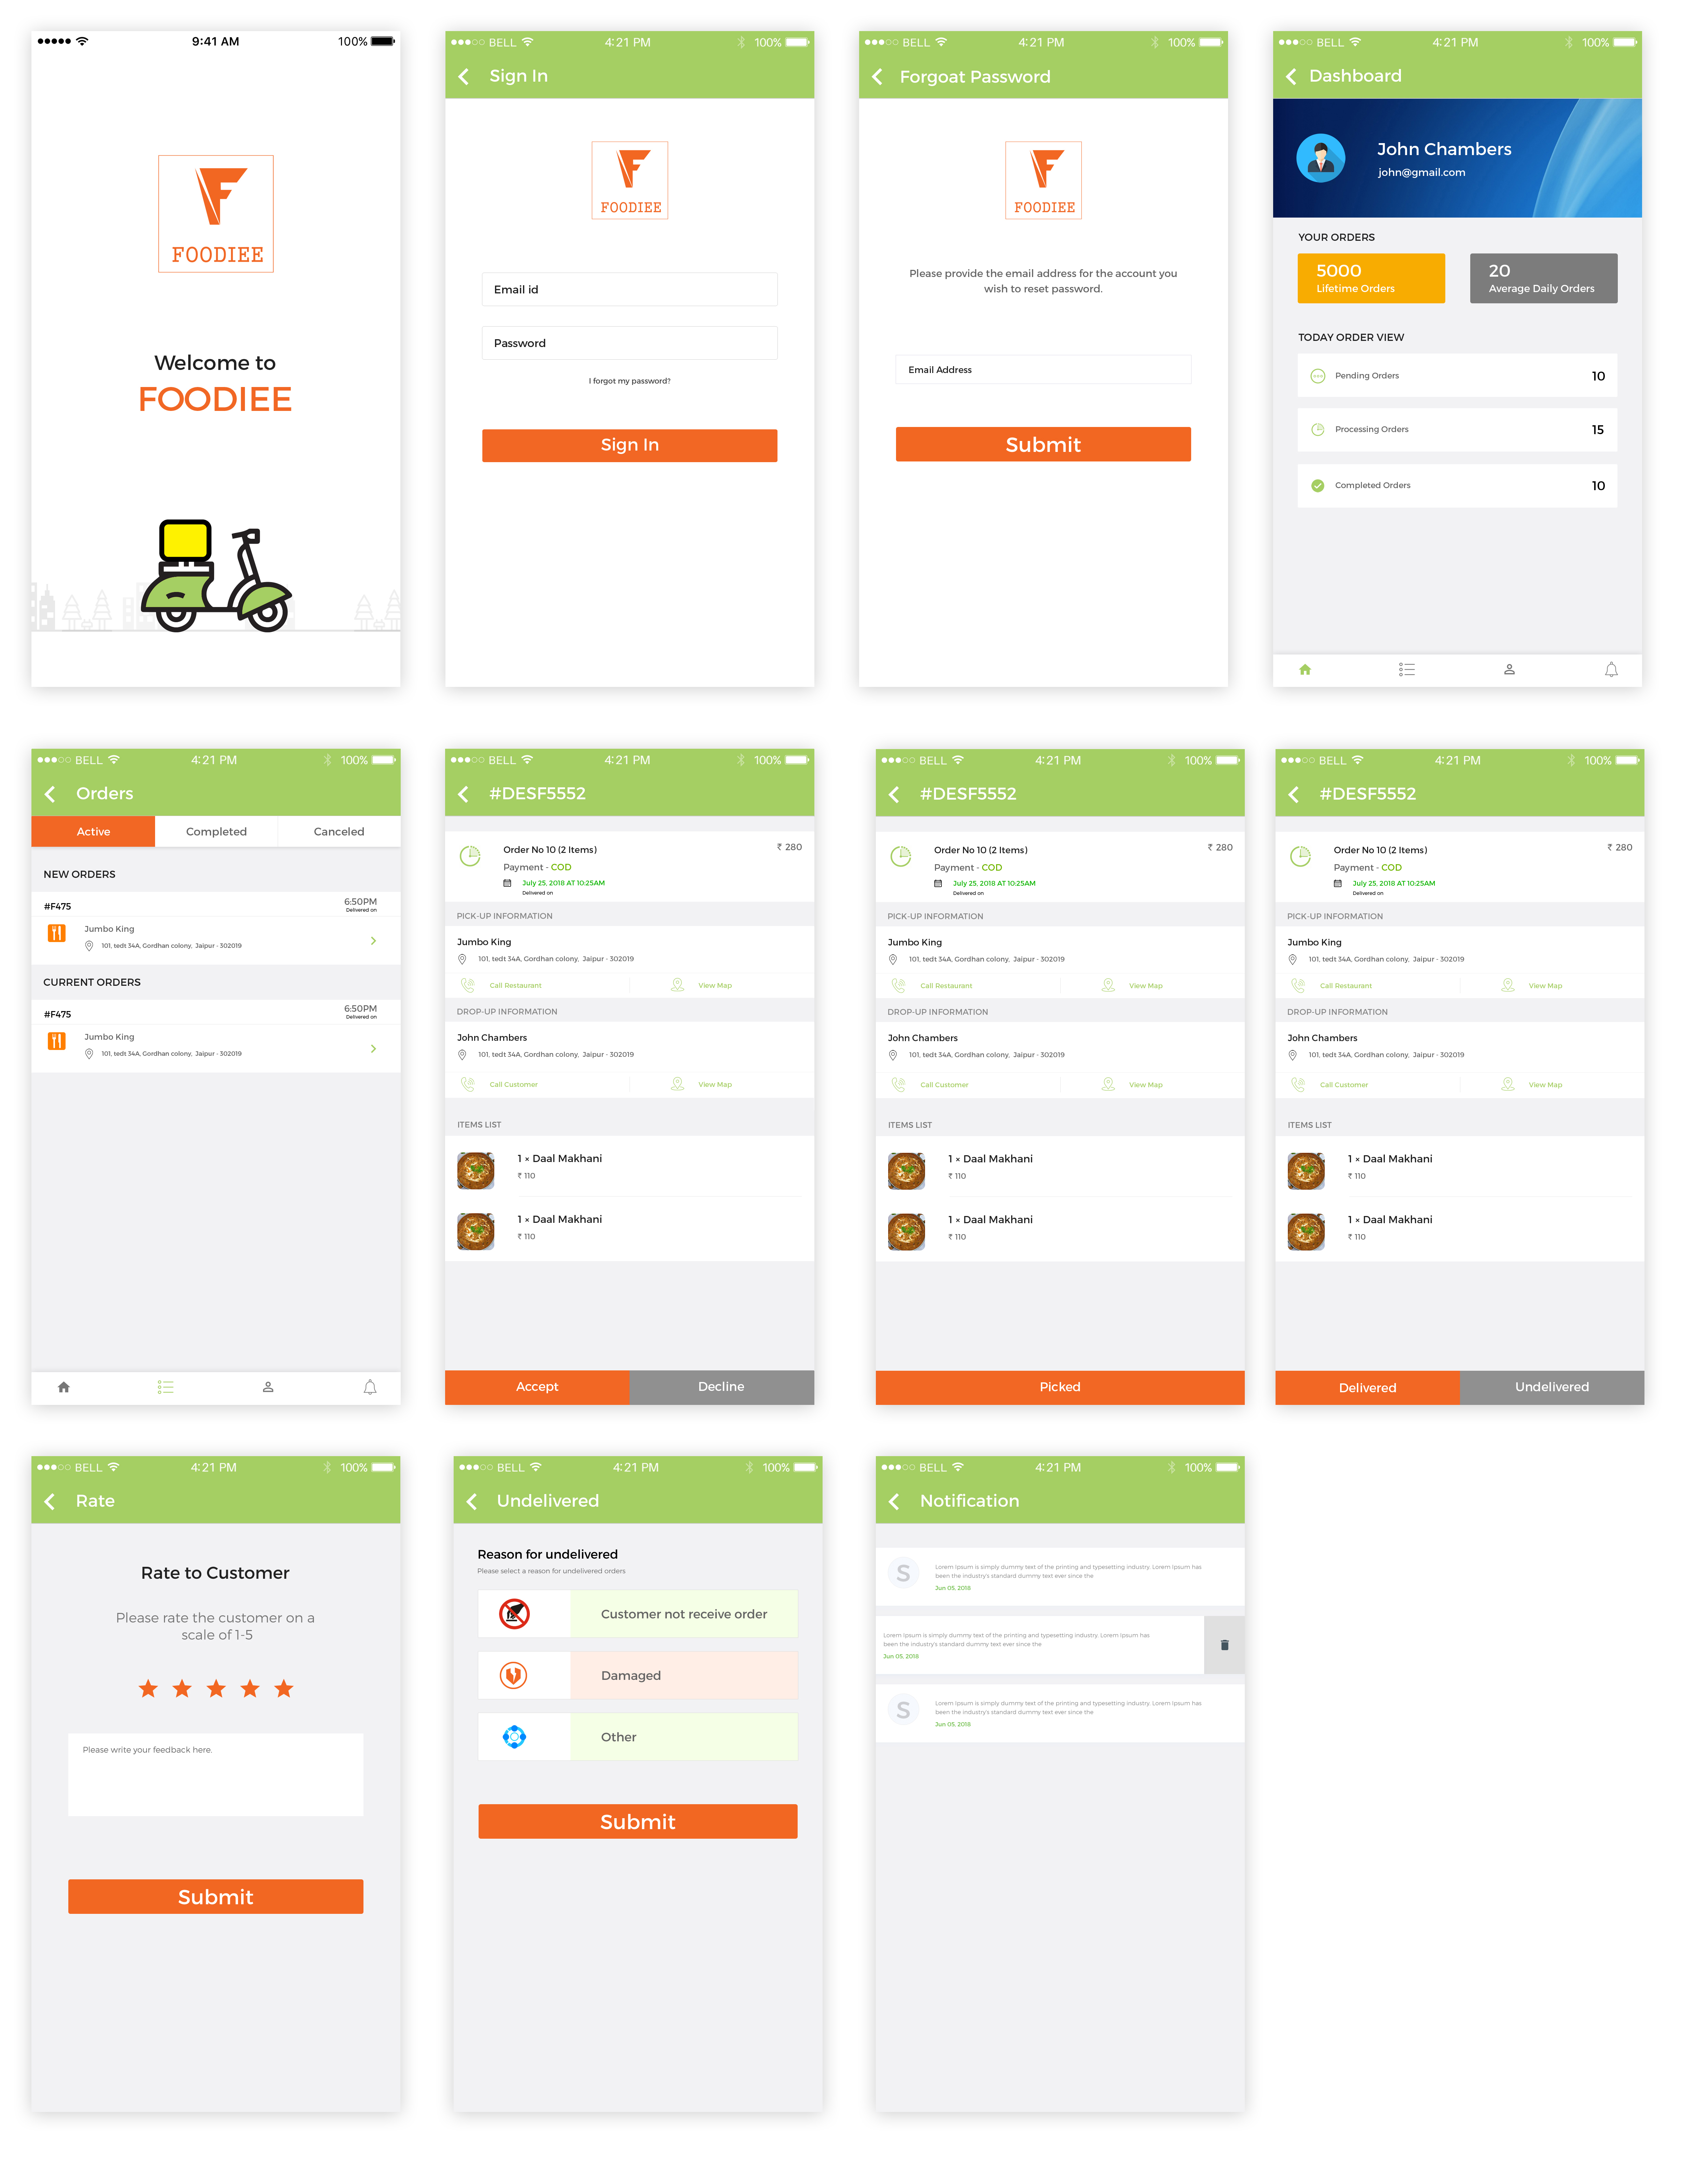 9:41 AM 100%
F
FOODIEE
Welcome to
FOODIEE
BELL 4:21 PM 100%
Sign In
F
FOODIEE
Email id
Password
I forgot my password?
Sign In
BELL 4:21 PM 100%
Forgoat Password
F
FOODIEE
Please provide the email address for the account you
wish to reset password.
Email Address
Submit
BELL 4:21 PM 100%
Dashboard
John Chambers
john@gmail.com
YOUR ORDERS
5000
Lifetime Orders
20
Average Daily Orders
TODAY ORDER VIEW
Pending Orders 10
Processing Orders 15
Completed Orders 10
BELL 4:21 PM 100%
Orders
Active Completed Canceled
NEW ORDERS
#F475 6:50PM
Delivered on
Jumbo King
101, tedt 34A, Gordhan colony, Jaipur - 302019
CURRENT ORDERS
#F475 6:50PM
Delivered on
Jumbo King
101, tedt 34A, Gordhan colony, Jaipur - 302019
BELL 4:21 PM 100%
#DESF5552
Order No 10 (2 Items) ₹ 280
Payment - COD
July 25, 2018 AT 10:25AM
Delivered on
PICK-UP INFORMATION
Jumbo King
101, tedt 34A, Gordhan colony, Jaipur - 302019
Call Restaurant View Map
DROP-UP INFORMATION
John Chambers
101, tedt 34A, Gordhan colony, Jaipur - 302019
Call Customer View Map
ITEMS LIST
1 × Daal Makhani
₹ 110
1 × Daal Makhani
₹ 110
Accept Decline
BELL 4:21 PM 100%
#DESF5552
Order No 10 (2 Items) ₹ 280
Payment - COD
July 25, 2018 AT 10:25AM
Delivered on
PICK-UP INFORMATION
Jumbo King
101, tedt 34A, Gordhan colony, Jaipur - 302019
Call Restaurant View Map
DROP-UP INFORMATION
John Chambers
101, tedt 34A, Gordhan colony, Jaipur - 302019
Call Customer View Map
ITEMS LIST
1 × Daal Makhani
₹ 110
1 × Daal Makhani
₹ 110
Picked
BELL 4:21 PM 100%
#DESF5552
Order No 10 (2 Items) ₹ 280
Payment - COD
July 25, 2018 AT 10:25AM
Delivered on
PICK-UP INFORMATION
Jumbo King
101, tedt 34A, Gordhan colony, Jaipur - 302019
Call Restaurant View Map
DROP-UP INFORMATION
John Chambers
101, tedt 34A, Gordhan colony, Jaipur - 302019
Call Customer View Map
ITEMS LIST
1 × Daal Makhani
₹ 110
1 × Daal Makhani
₹ 110
Delivered Undelivered
BELL 4:21 PM 100%
Rate
Rate to Customer
Please rate the customer on a
scale of 1-5
Please write your feedback here.
Submit
BELL 4:21 PM 100%
Undelivered
Reason for undelivered
Please select a reason for undelivered orders
Customer not receive order
Damaged
Other
Submit
BELL 4:21 PM 100%
Notification
S
Lorem Ipsum is simply dummy text of the printing and typesetting industry. Lorem Ipsum has
been the industry's standard dummy text ever since the
Jun 05, 2018
Lorem Ipsum is simply dummy text of the printing and typesetting industry. Lorem Ipsum has
been the industry's standard dummy text ever since the
Jun 05, 2018
S
Lorem Ipsum is simply dummy text of the printing and typesetting industry. Lorem Ipsum has
been the industry's standard dummy text ever since the
Jun 05, 2018